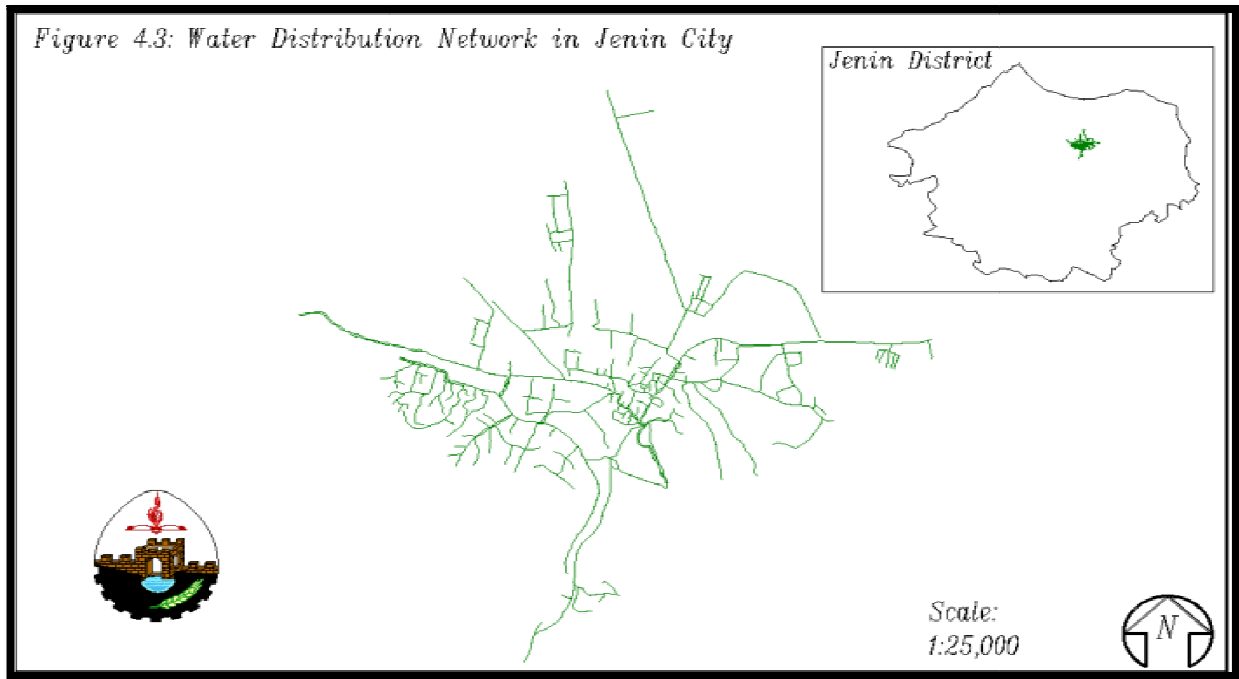 Figure 4.3: Water Distribution Network in Jenin City
Jenin District
Scale:
1:25,000
N